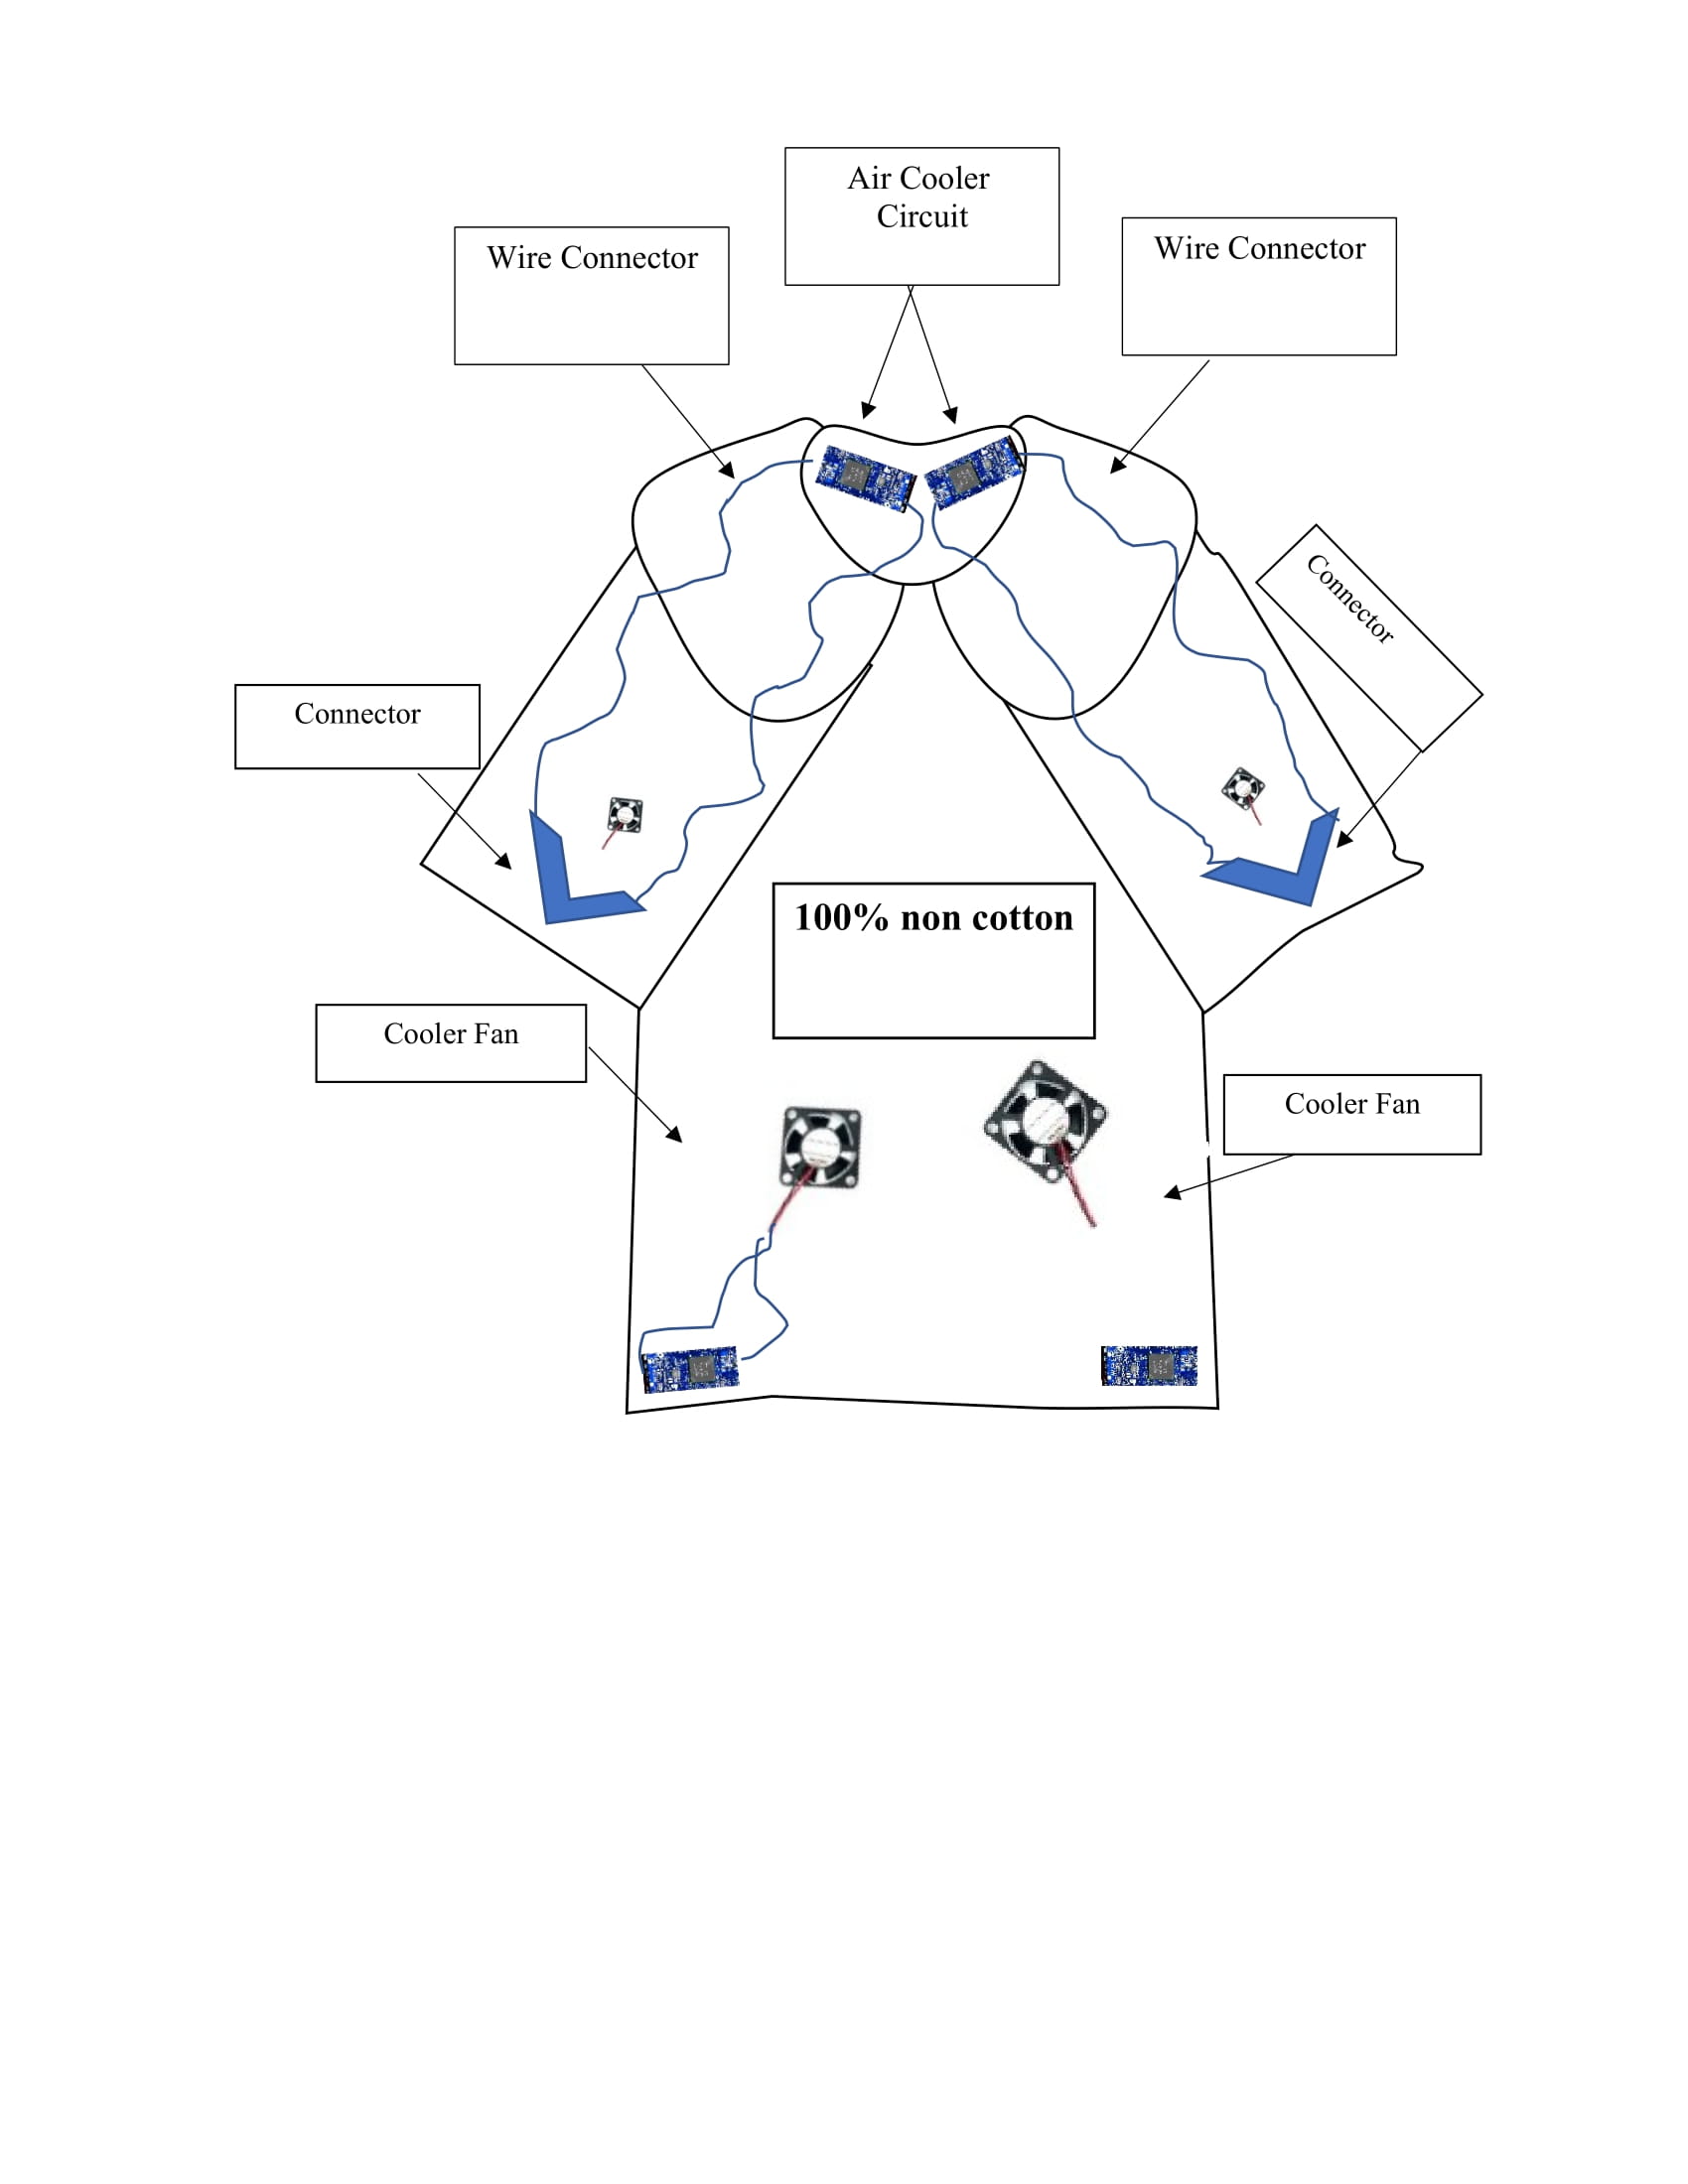 Air Cooler
Circuit
Wire Connector
Wire Connector
Connector
Connector
100% non cotton
Cooler Fan
Cooler Fan